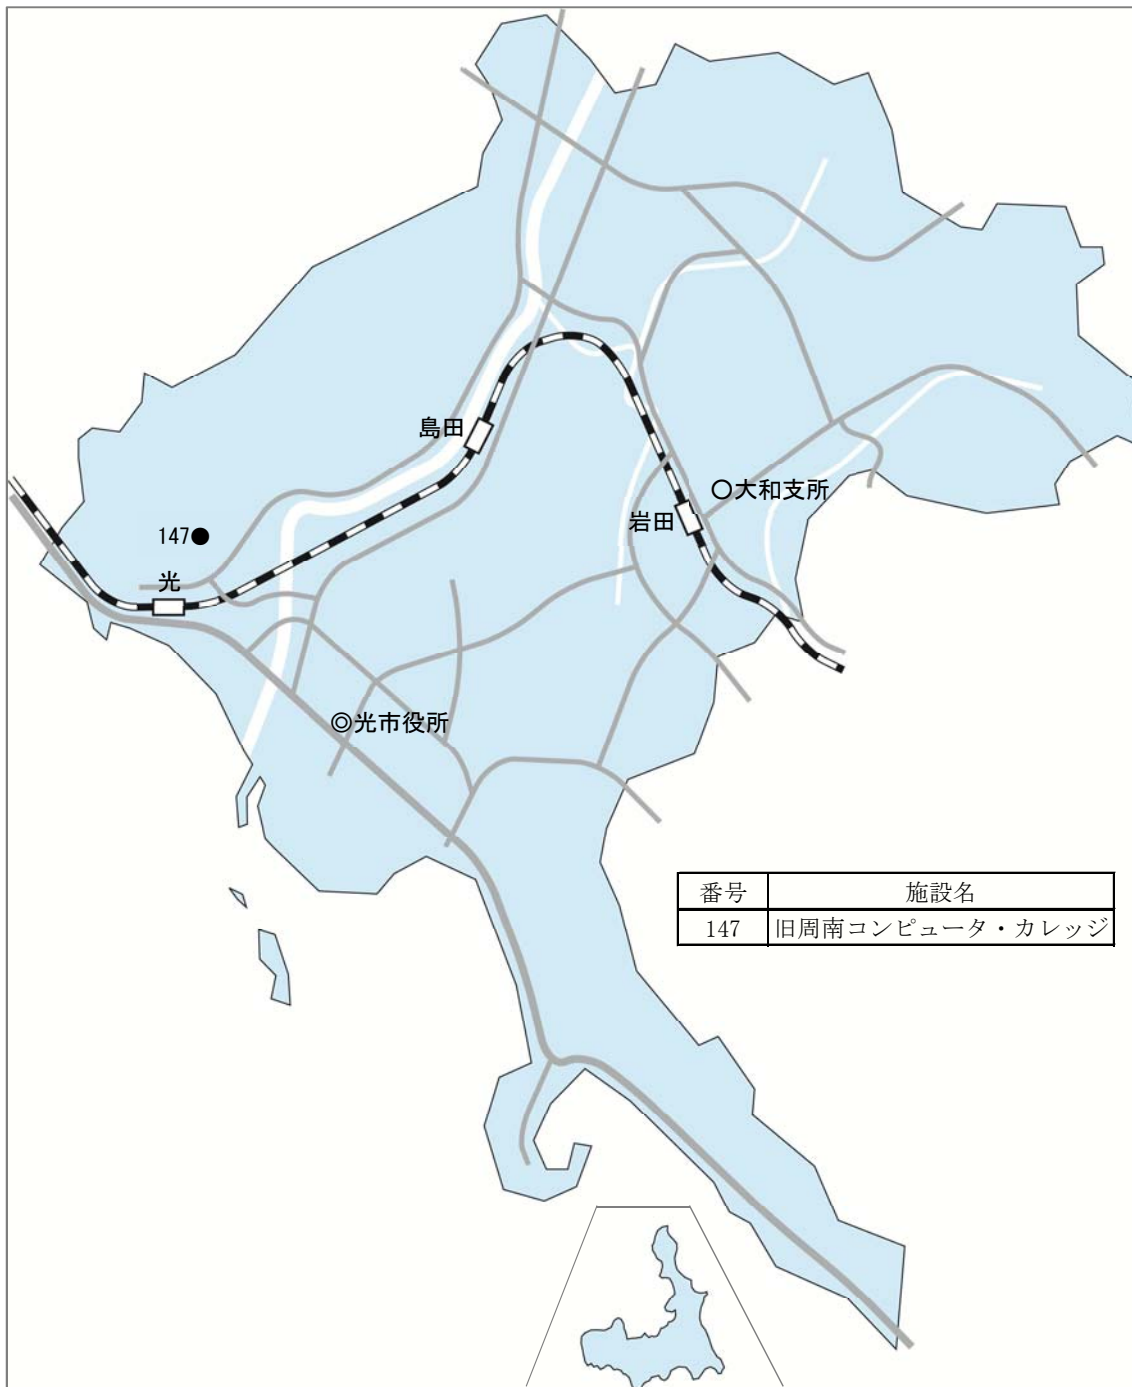 島田
○大和支所
岩田
147●
光
◎光市役所
番号 施設名
147 旧周南コンピュータ・カレッジ